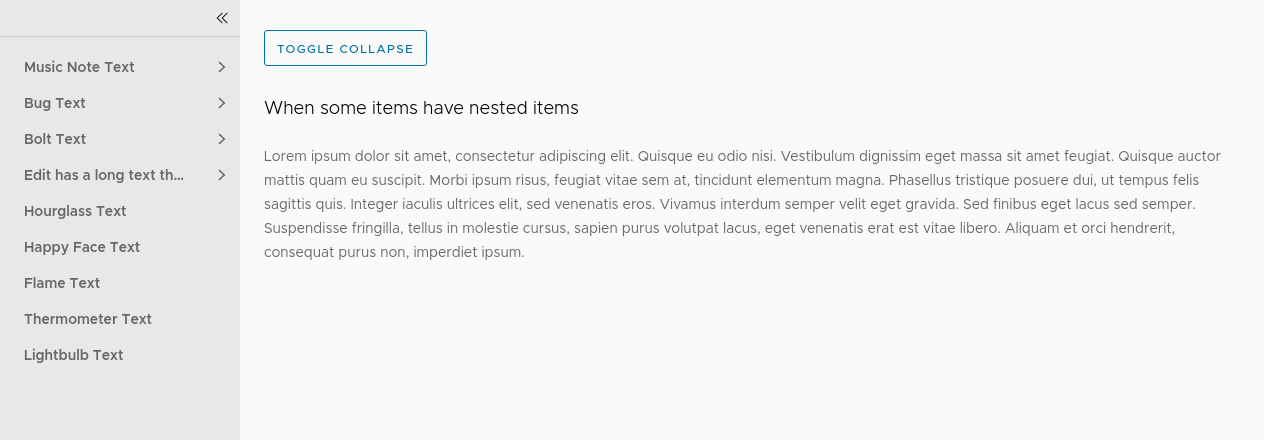 Music Note Text
Bug Text
Bolt Text
Edit has a long text th...
Hourglass Text
Happy Face Text
Flame Text
Thermometer Text
Lightbulb Text
TOGGLE COLLAPSE
When some items have nested items
Lorem ipsum dolor sit amet, consectetur adipiscing elit. Quisque eu odio nisi. Vestibulum dignissim eget massa sit amet feugiat. Quisque auctor
mattis quam eu suscipit. Morbi ipsum risus, feugiat vitae sem at, tincidunt elementum magna. Phasellus tristique posuere dui, ut tempus felis
sagittis quis. Integer iaculis ultrices elit, sed venenatis eros. Vivamus interdum semper velit eget gravida. Sed finibus eget lacus sed semper.
Suspendisse fringilla, tellus in molestie cursus, sapien purus volutpat lacus, eget venenatis erat est vitae libero. Aliquam et orci hendrerit,
consequat purus non, imperdiet ipsum.